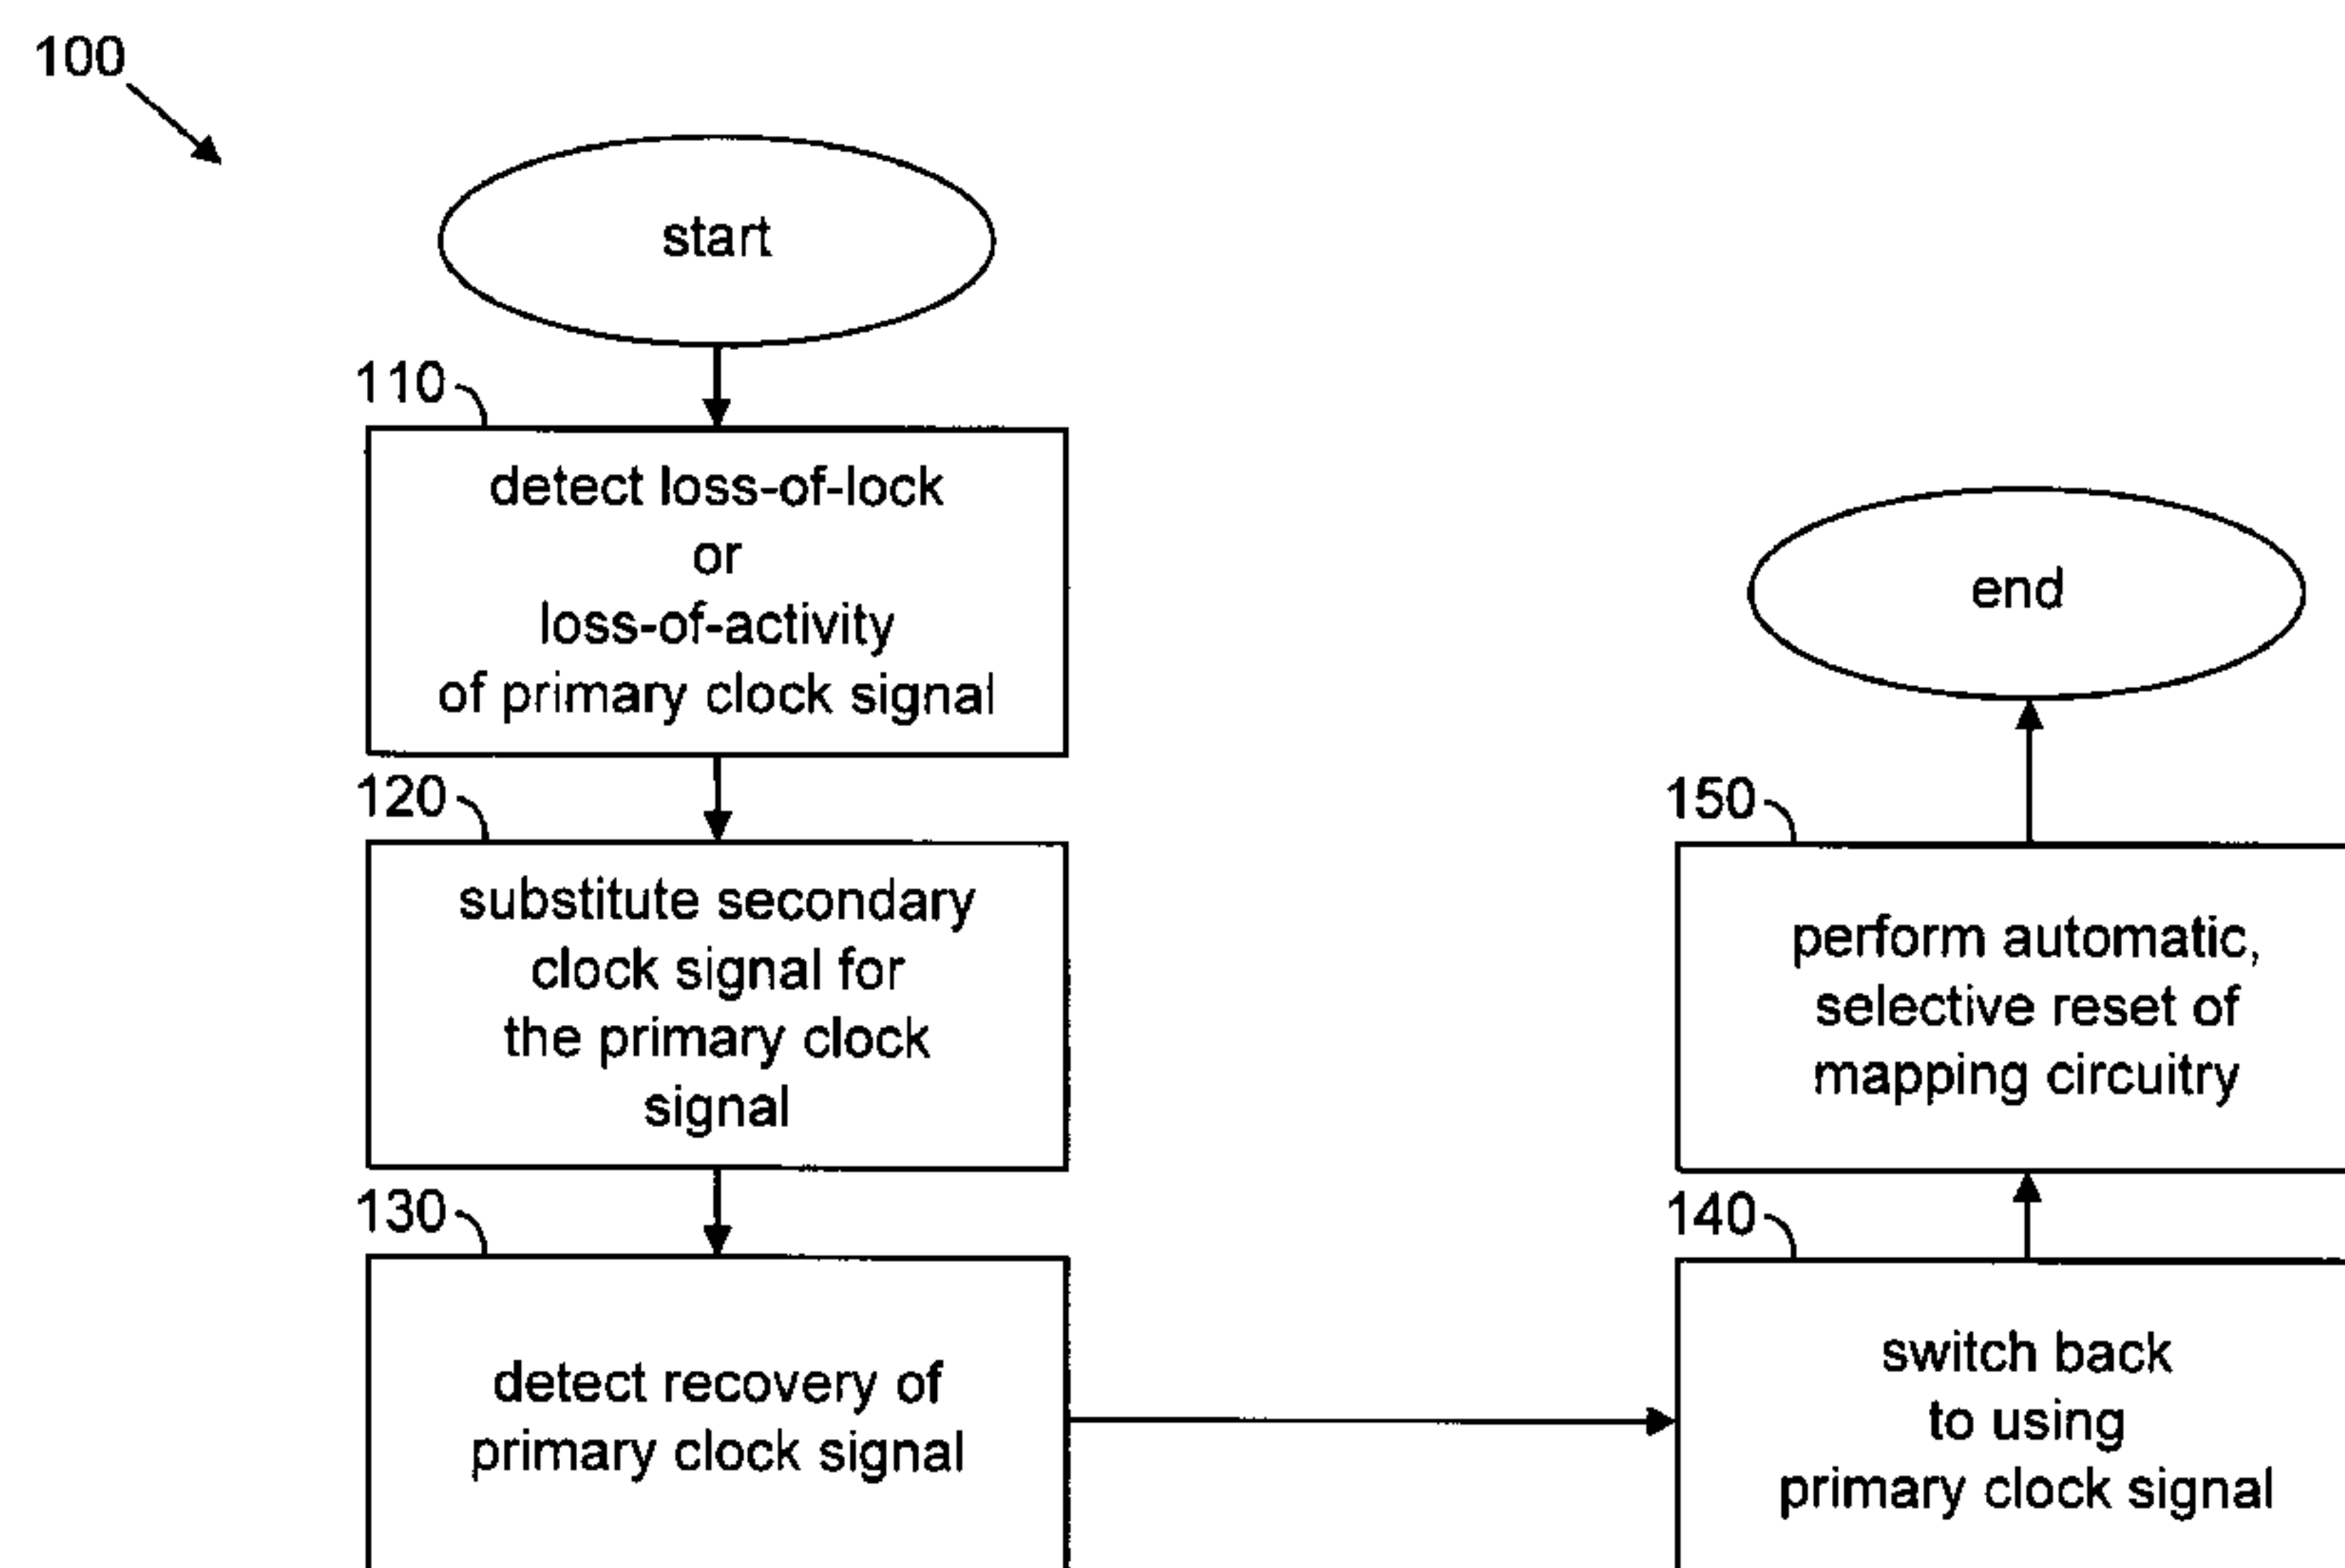 100
start
110
detect loss-of-lock
or
loss-of-activity
of primary clock signal
120
substitute secondary
clock signal for
the primary clock
signal
130
detect recovery of
primary clock signal
140
switch back
to using
primary clock signal
150
perform automatic,
selective reset of
mapping circuitry
end